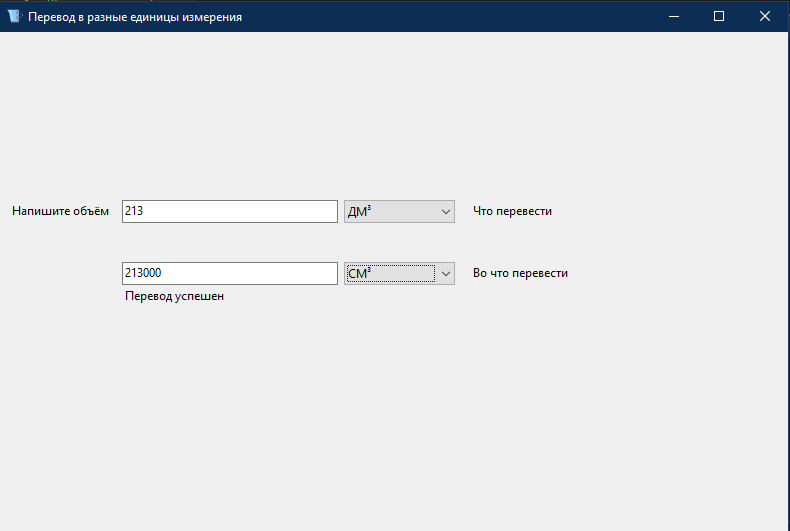 Перевод в разные единицы измерения
Напишите объём 213 ДМ³ Что перевести
213000 СМ³ Во что перевести
Перевод успешен